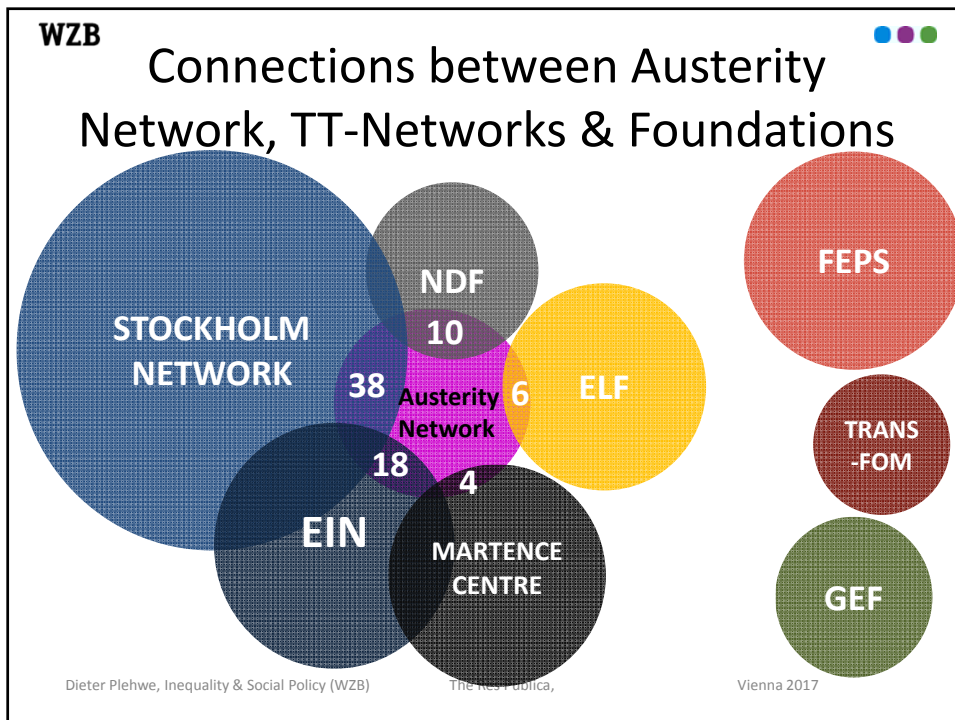 WZB
Connections between Austerity
Network, TT-Networks & Foundations
STOCKHOLM
NETWORK
NDF
10
38
Austerity
Network
6
ELF
18
4
EIN
MARTENCE
CENTRE
FEPS
TRANS
-FOM
GEF
Dieter Plehwe, Inequality & Social Policy (WZB)
The Res Publica,
Vienna 2017